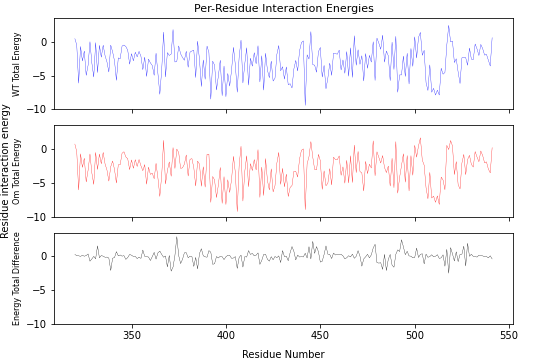 Per-Residue Interaction Energies
Residue interaction energy
WT Total Energy
0
−5
−10
Om Total Energy
0
−5
−10
Energy Total Difference
0
−5
−10
350
400
450
500
550
Residue Number